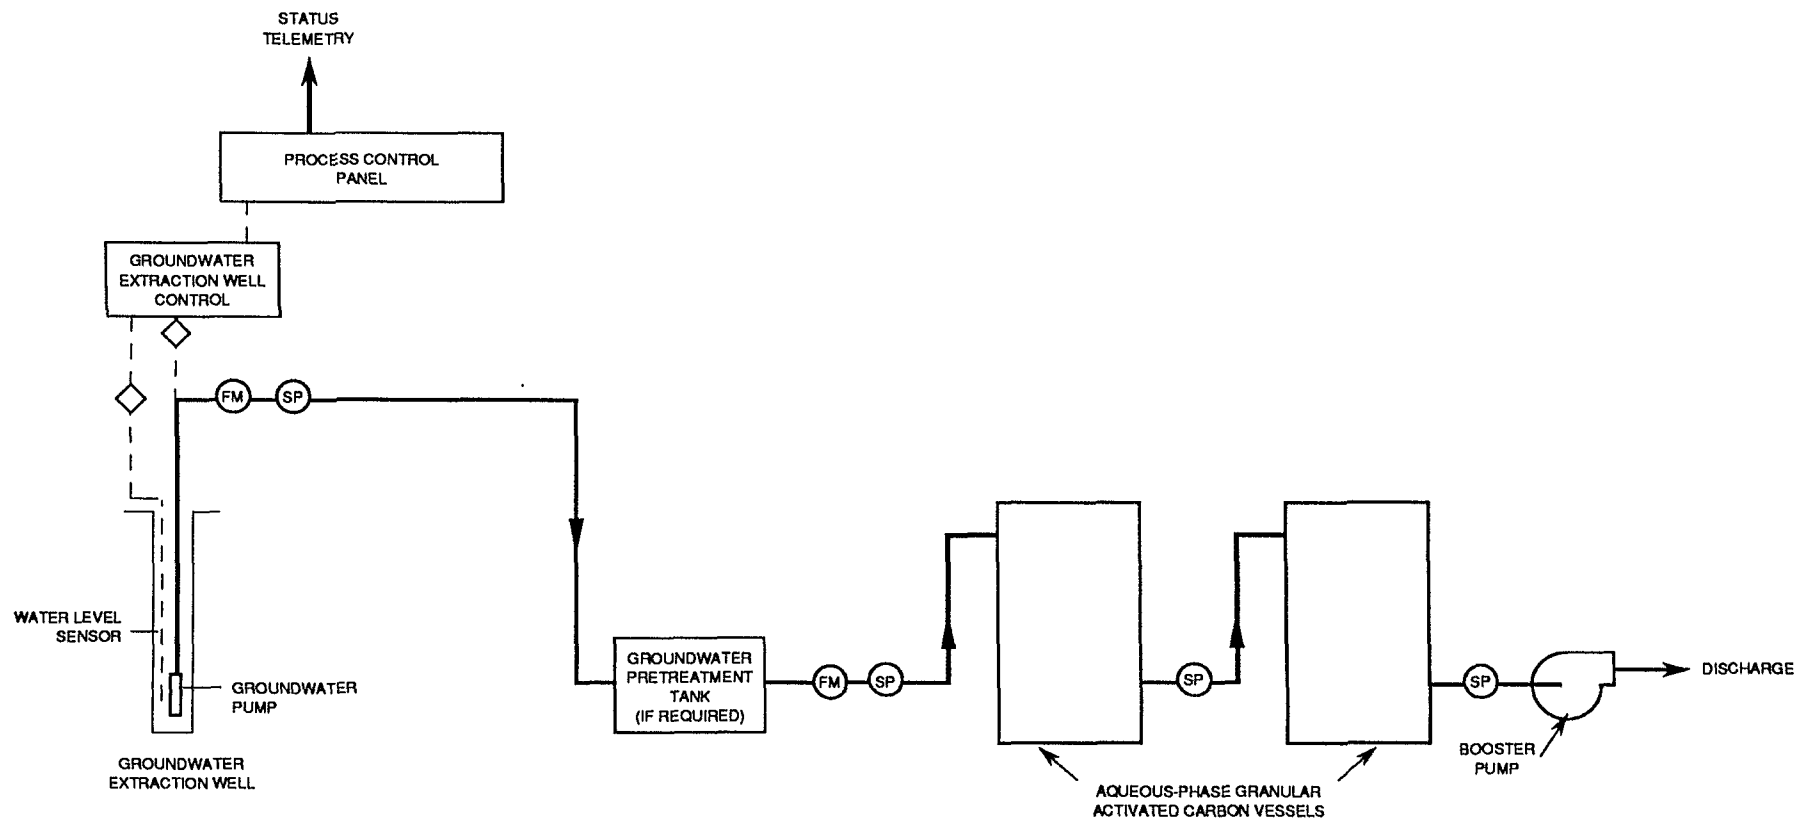 STATUS
TELEMETRY
PROCESS CONTROL
PANEL
GROUNDWATER
EXTRACTION WELL
CONTROL
FM
SP
WATER LEVEL
SENSOR
GROUNDWATER
PUMP
GROUNDWATER
EXTRACTION WELL
GROUNDWATER
PRETREATMENT
TANK
(IF REQUIRED)
FM
SP
SP
SP
DISCHARGE
BOOSTER
PUMP
AQUEOUS-PHASE GRANULAR
ACTIVATED CARBON VESSELS